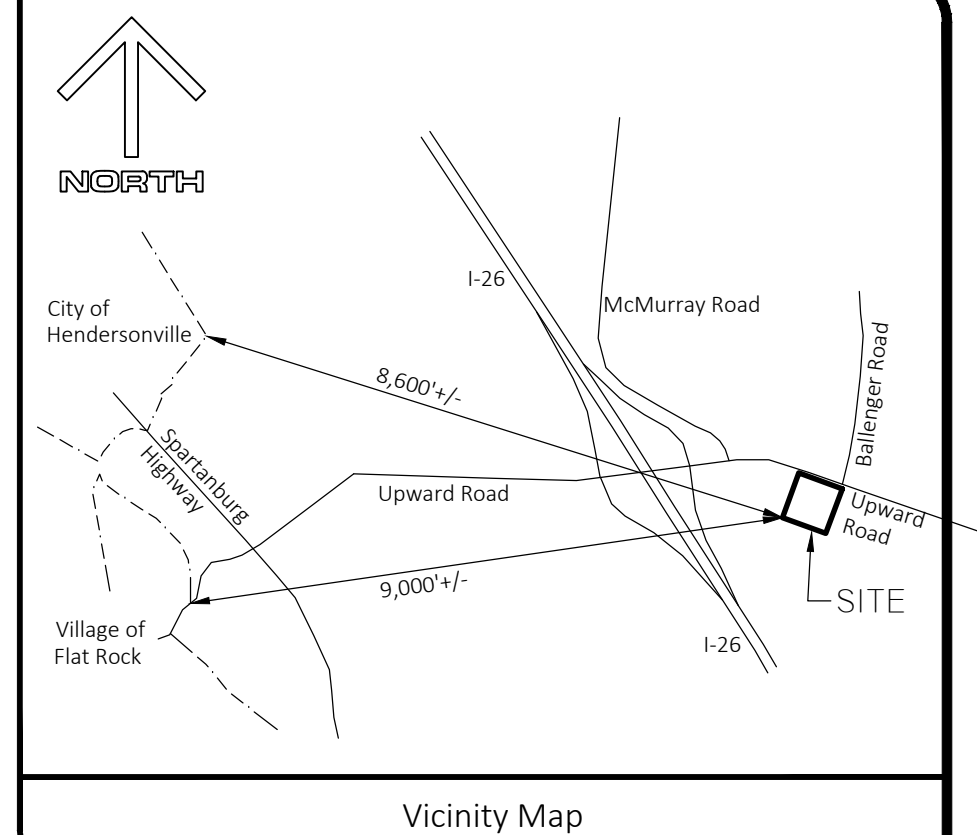 NORTH
I-26
City of
Hendersonville
McMurray Road
Ballenger Road
8,600'+/-
Spartanburg
Highway
Upward Road
Upward
Road
9,000'+/-
SITE
Village of
Flat Rock
I-26
Vicinity Map